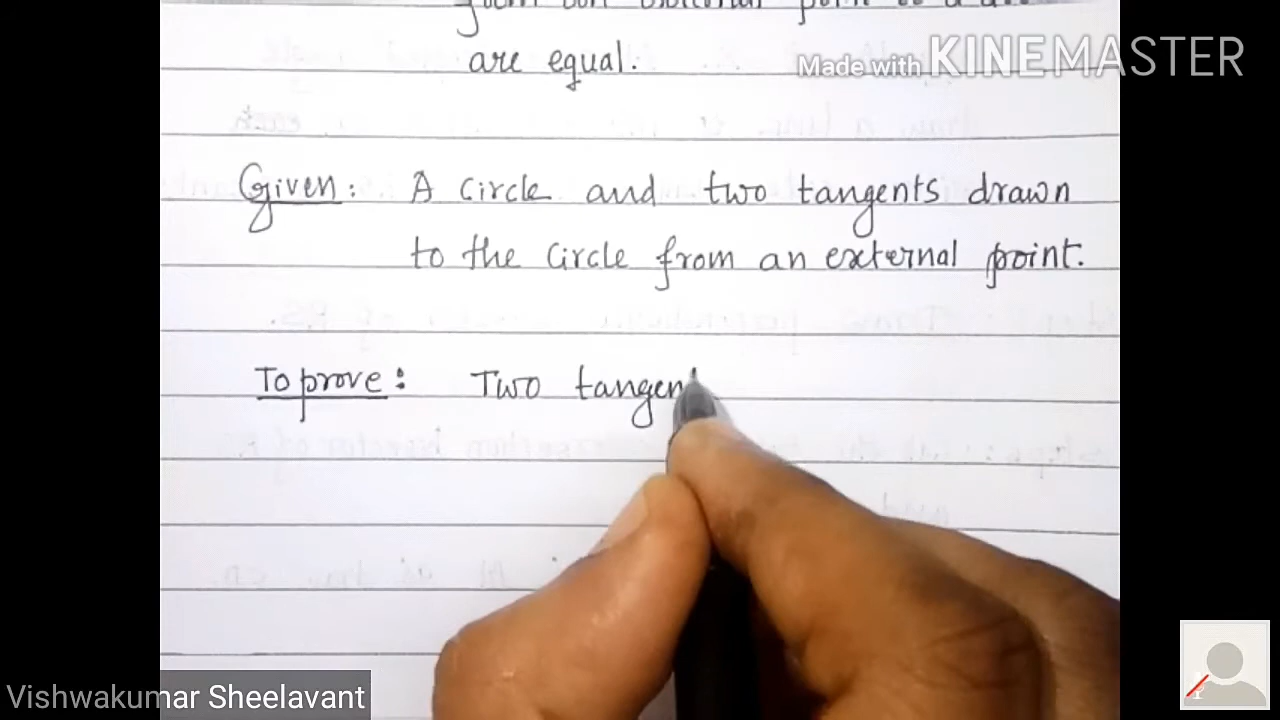 are equal.
Made with KINEMASTER
Given: A circle and two tangents drawn
to the circle from an external point.
To prove: Two tangent
Vishwakumar Sheelavant